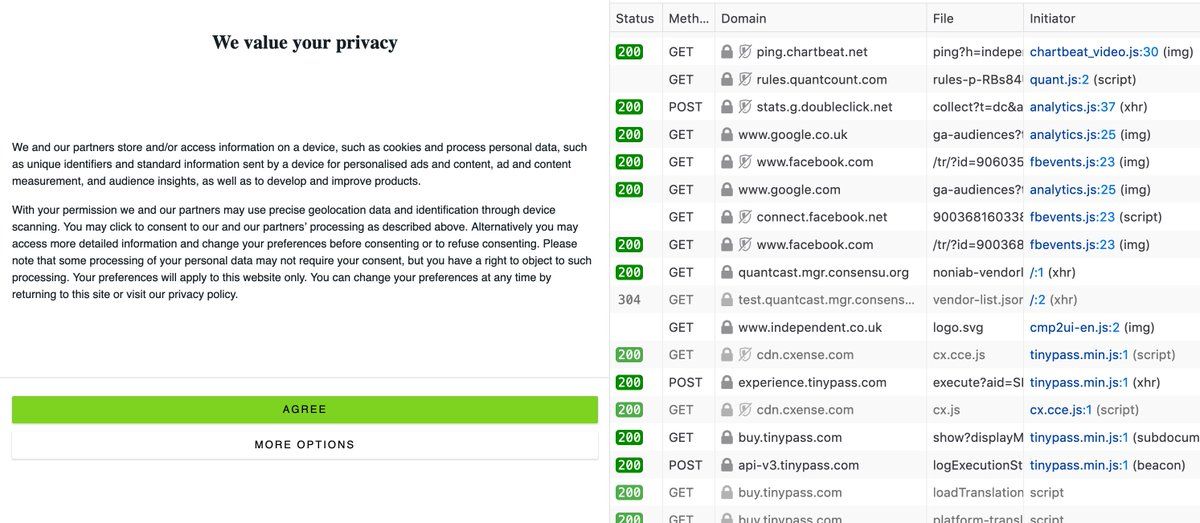 We value your privacy
We and our partners store and/or access information on a device, such as cookies and process personal data, such
as unique identifiers and standard information sent by a device for personalised ads and content, ad and content
measurement, and audience insights, as well as to develop and improve products.
With your permission we and our partners may use precise geolocation data and identification through device
scanning. You may click to consent to our and our partners’ processing as described above. Alternatively you may
access more detailed information and change your preferences before consenting or to refuse consenting. Please
note that some processing of your personal data may not require your consent, but you have a right to object to such
processing. Your preferences will apply to this website only. You can change your preferences at any time by
returning to this site or visit our privacy policy.
AGREE
MORE OPTIONS
Status Meth... Domain File Initiator
200 GET ping.chartbeat.net ping?h=indepe chartbeat_video.js:30 (img)
GET rules.quantcount.com rules-p-RBs84 quant.js:2 (script)
200 POST stats.g.doubleclick.net collect?t=dc&a analytics.js:37 (xhr)
200 GET www.google.co.uk ga-audiences? analytics.js:25 (img)
200 GET www.facebook.com /tr/?id=906035 fbevents.js:23 (img)
200 GET www.google.com ga-audiences? analytics.js:25 (img)
GET connect.facebook.net 900368160338 fbevents.js:23 (script)
200 GET www.facebook.com /tr/?id=900368 fbevents.js:23 (img)
200 GET quantcast.mgr.consensu.org noniab-vendorl /:1 (xhr)
304 GET test.quantcast.mgr.consens... vendor-list.json /:2 (xhr)
GET www.independent.co.uk logo.svg cmp2ui-en.js:2 (img)
200 GET cdn.cxense.com cx.cce.js tinypass.min.js:1 (script)
200 POST experience.tinypass.com execute?aid=S tinypass.min.js:1 (xhr)
200 GET cdn.cxense.com cx.js cx.cce.js:1 (script)
200 GET buy.tinypass.com show?displayM tinypass.min.js:1 (subdocum
200 POST api-v3.tinypass.com logExecutionSt tinypass.min.js:1 (beacon)
200 GET buy.tinypass.com loadTranslation script
200 GET buy.tinypass.com platform-transl script